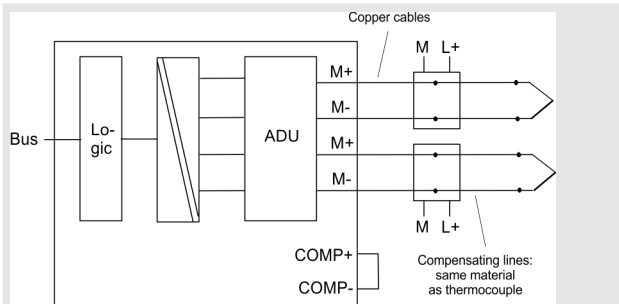 Copper cables
M L+
M+
M-
Bus
Lo-
gic
ADU
M+
M-
M L+
COMP+
COMP-
Compensating lines:
same material
as thermocouple